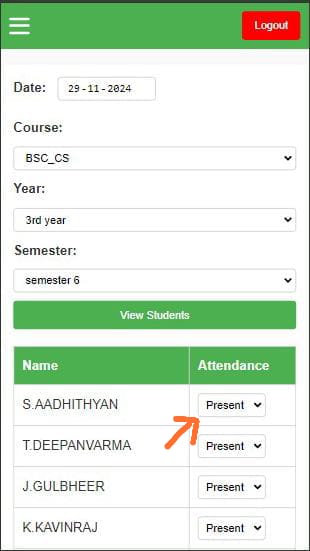 Logout
Date: 29-11-2024
Course:
BSC_CS
Year:
3rd year
Semester:
semester 6
View Students
Name Attendance
S.AADHITHYAN Present
T.DEEPANVARMA Present
J.GULBHEER Present
K.KAVINRAJ Present